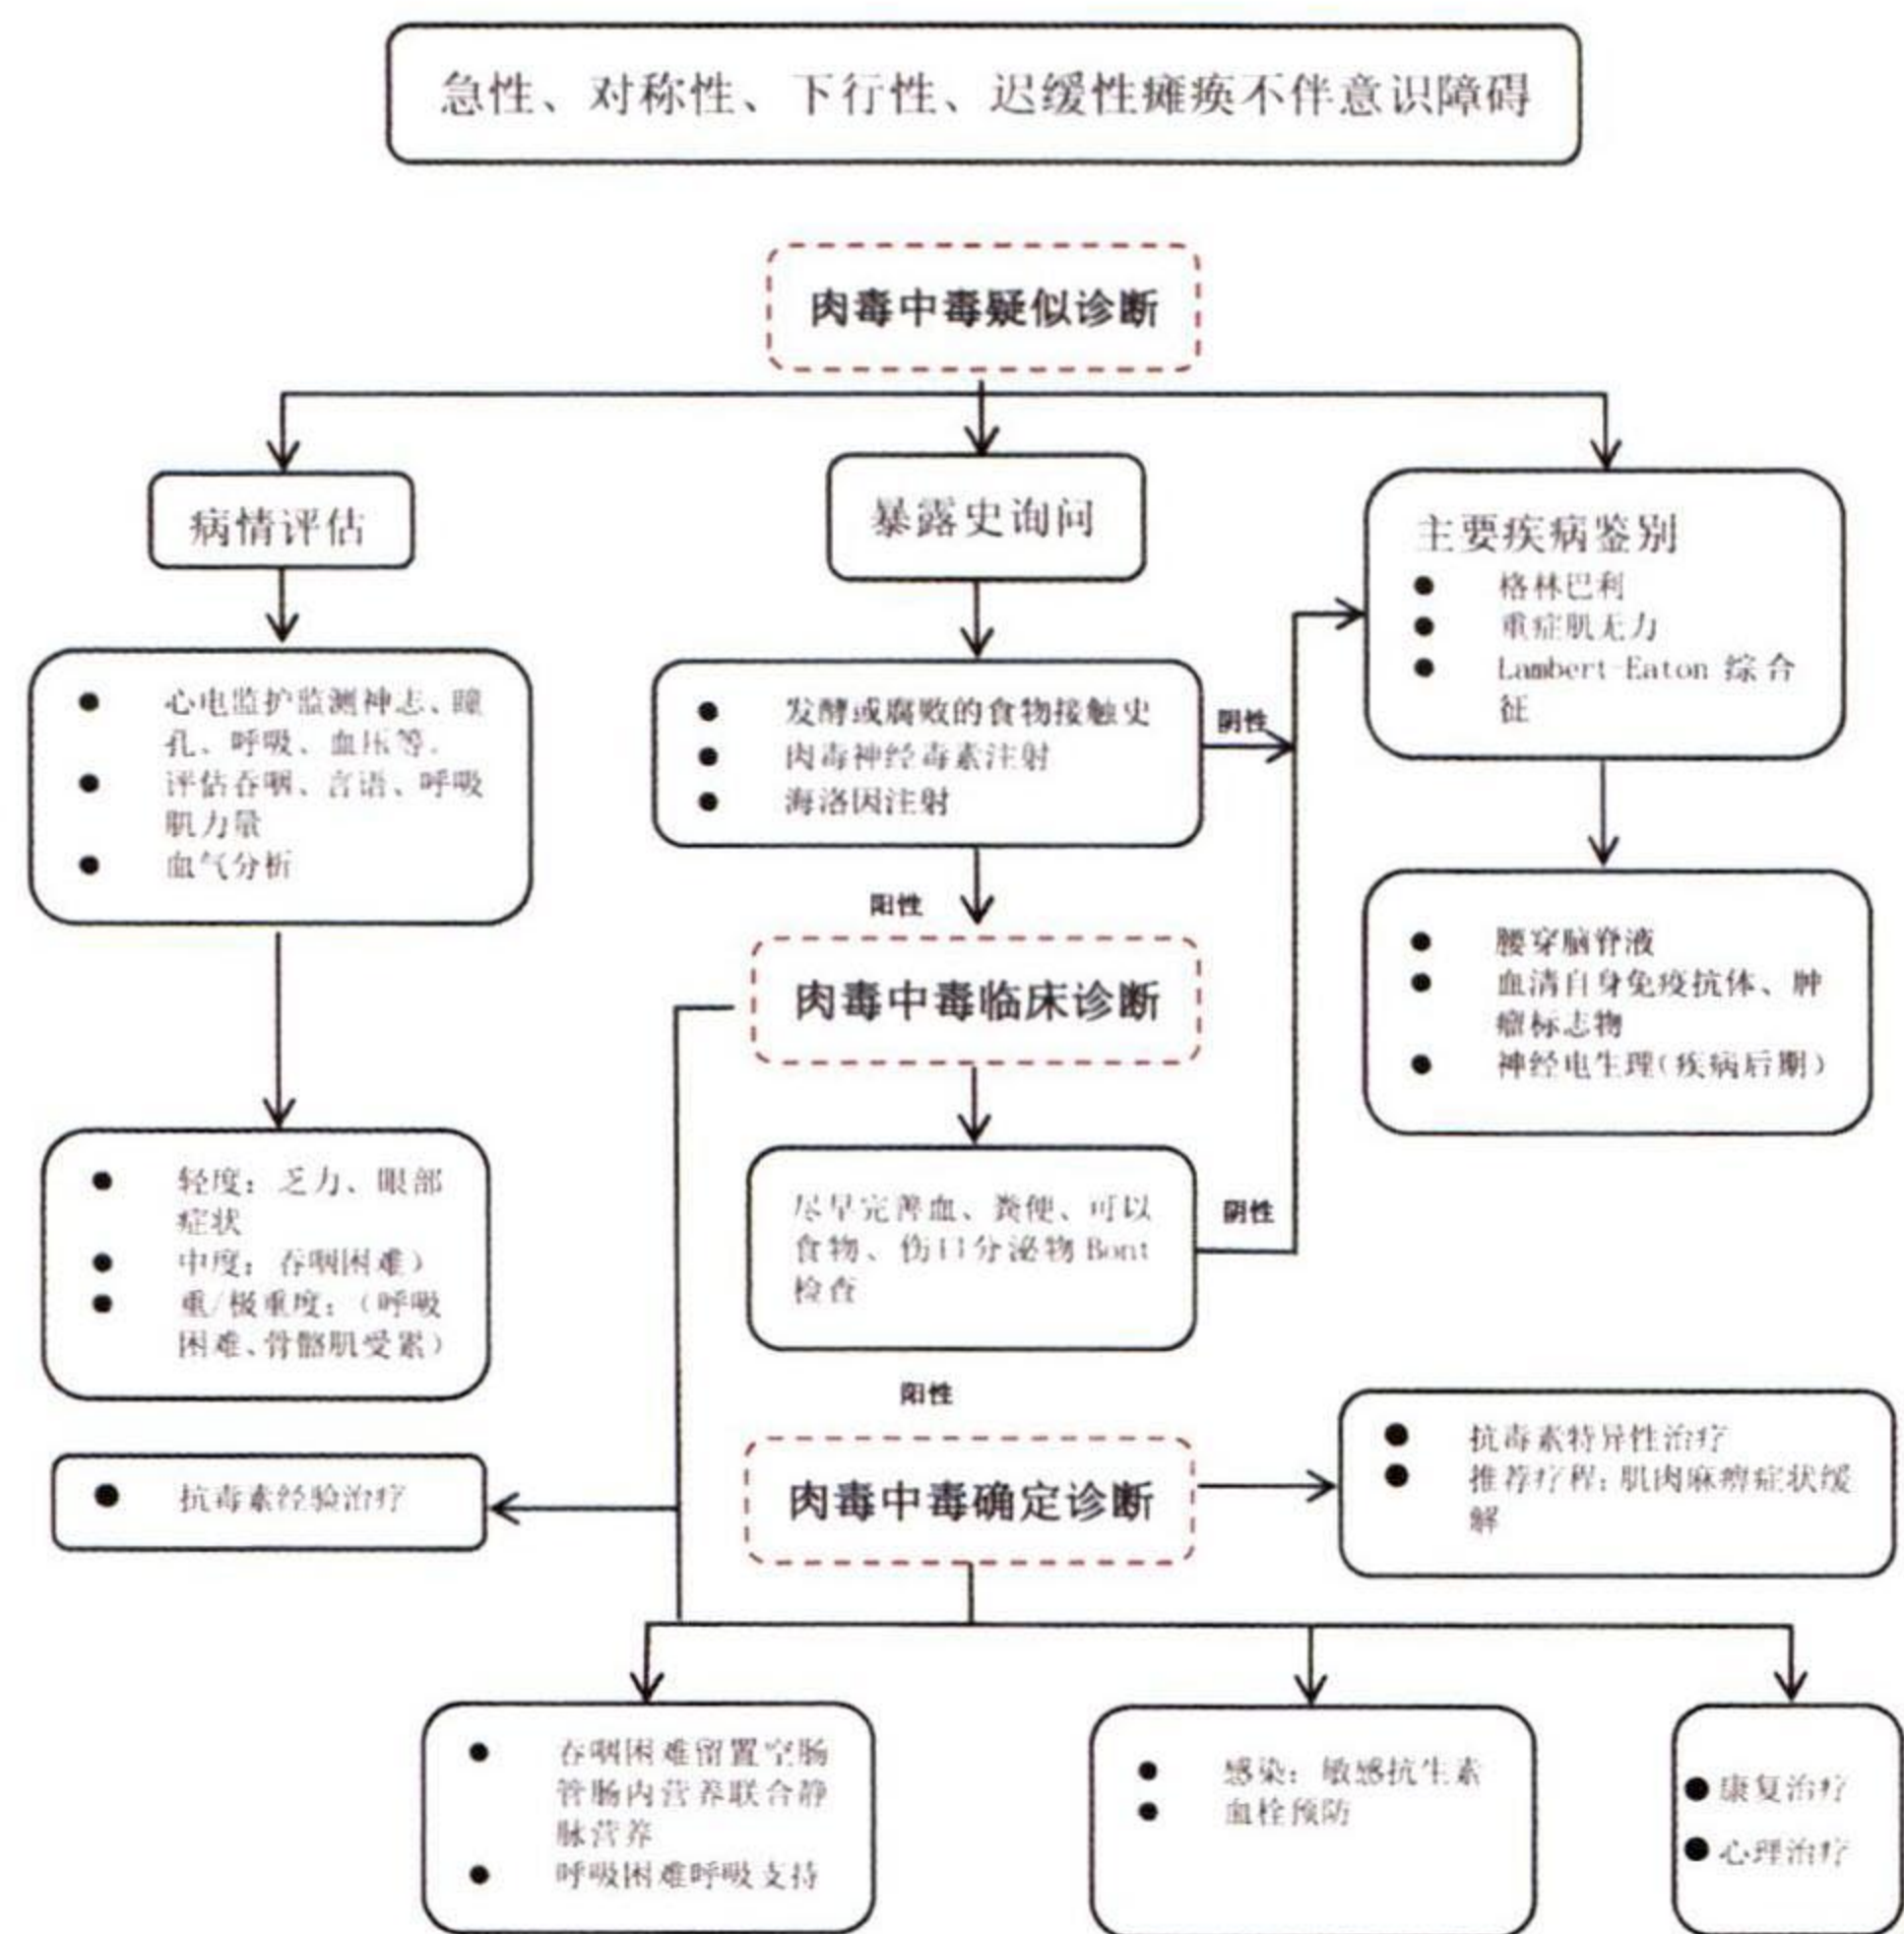 急性、对称性、下行性、迟缓性瘫痪不伴意识障碍
肉毒中毒疑似诊断
病情评估
暴露史询问
主要疾病鉴别
● 格林巴利
● 重症肌无力
● Lambert-Eaton 综合
征
● 心电监护监测神志、瞳
孔、呼吸、血压等。
● 评估吞咽、言语、呼吸
肌力量
● 血气分析
● 发酵或腐败的食物接触史
● 肉毒神经毒素注射
● 海洛因注射
阴性
阳性
● 腰穿脑脊液
● 血清自身免疫抗体、肿
瘤标志物
● 神经电生理（疾病后期）
肉毒中毒临床诊断
● 轻度：乏力、眼部
症状
● 中度：吞咽困难）
● 重/极重度：（呼吸
困难、骨骼肌受累）
尽早完善血、粪便、可以
食物、伤口分泌物 Bont
检查
阴性
阳性
● 抗毒素经验治疗
肉毒中毒确定诊断
● 抗毒素特异性治疗
● 推荐疗程：肌肉麻痹症状缓
解
● 吞咽困难留置空肠
管肠内营养联合静
脉营养
● 呼吸困难呼吸支持
● 感染：敏感抗生素
● 血栓预防
● 康复治疗
● 心理治疗